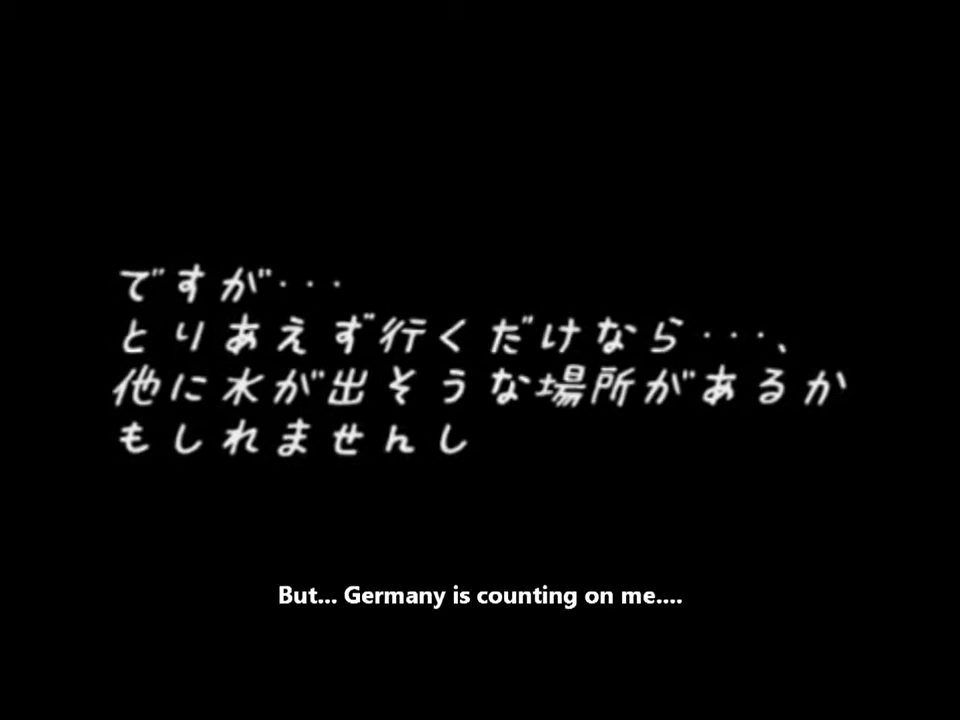 ですが・・・
とりあえず行くだけなら・・・、
他に水が出そうな場所があるか
もしれませんし
But... Germany is counting on me....